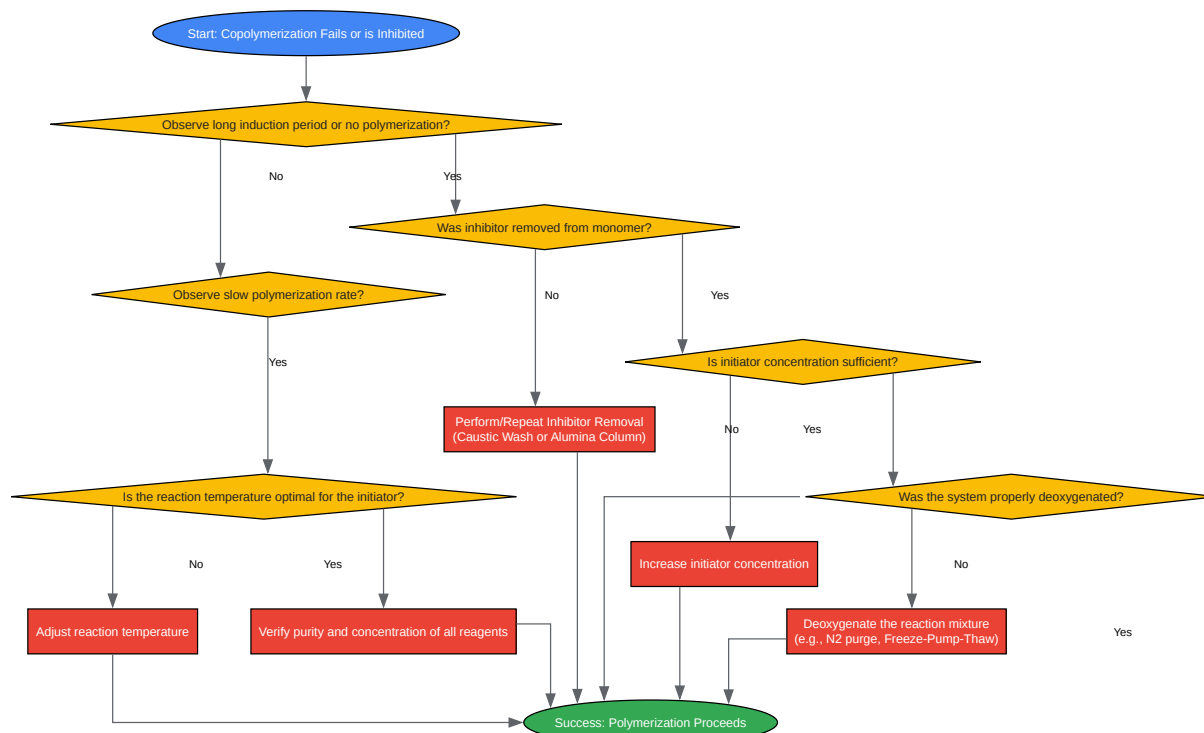 Start: Copolymerization Fails or is Inhibited
Observe long induction period or no polymerization?
No
Yes
Was inhibitor removed from monomer?
Observe slow polymerization rate?
No
Yes
Yes
Is initiator concentration sufficient?
Perform/Repeat Inhibitor Removal
(Caustic Wash or Alumina Column)
No
Yes
Is the reaction temperature optimal for the initiator?
Was the system properly deoxygenated?
No
Yes
Increase initiator concentration
No
Adjust reaction temperature
Verify purity and concentration of all reagents
Deoxygenate the reaction mixture
(e.g., N2 purge, Freeze-Pump-Thaw)
Yes
Success: Polymerization Proceeds